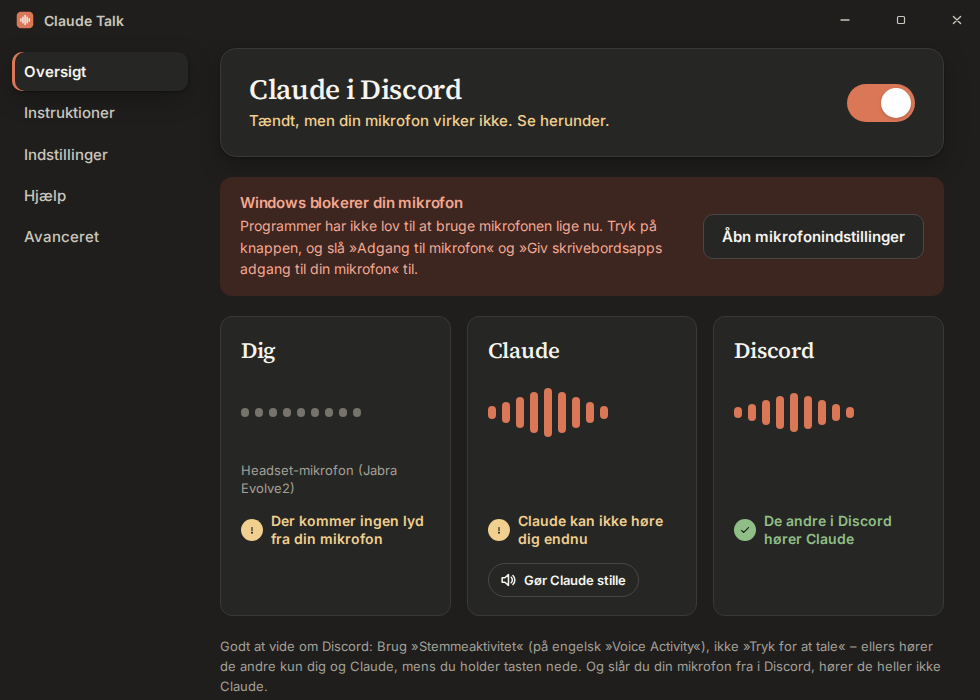 Claude Talk
Oversigt
Instruktioner
Indstillinger
Hjælp
Avanceret
Claude i Discord
Tændt, men din mikrofon virker ikke. Se herunder.
Windows blokerer din mikrofon
Programmer har ikke lov til at bruge mikrofonen lige nu. Tryk på
knappen, og slå »Adgang til mikrofon« og »Giv skrivebordsapps
adgang til din mikrofon« til.
Åbn mikrofonindstillinger
Dig
Headset-mikrofon (Jabra
Evolve2)
Der kommer ingen lyd
fra din mikrofon
Claude
Claude kan ikke høre
dig endnu
Gør Claude stille
Discord
De andre i Discord
hører Claude
Godt at vide om Discord: Brug »Stemmeaktivitet« (på engelsk »Voice Activity«), ikke »Tryk for at tale« – ellers hører
de andre kun dig og Claude, mens du holder tasten nede. Og slår du din mikrofon fra i Discord, hører de heller ikke
Claude.